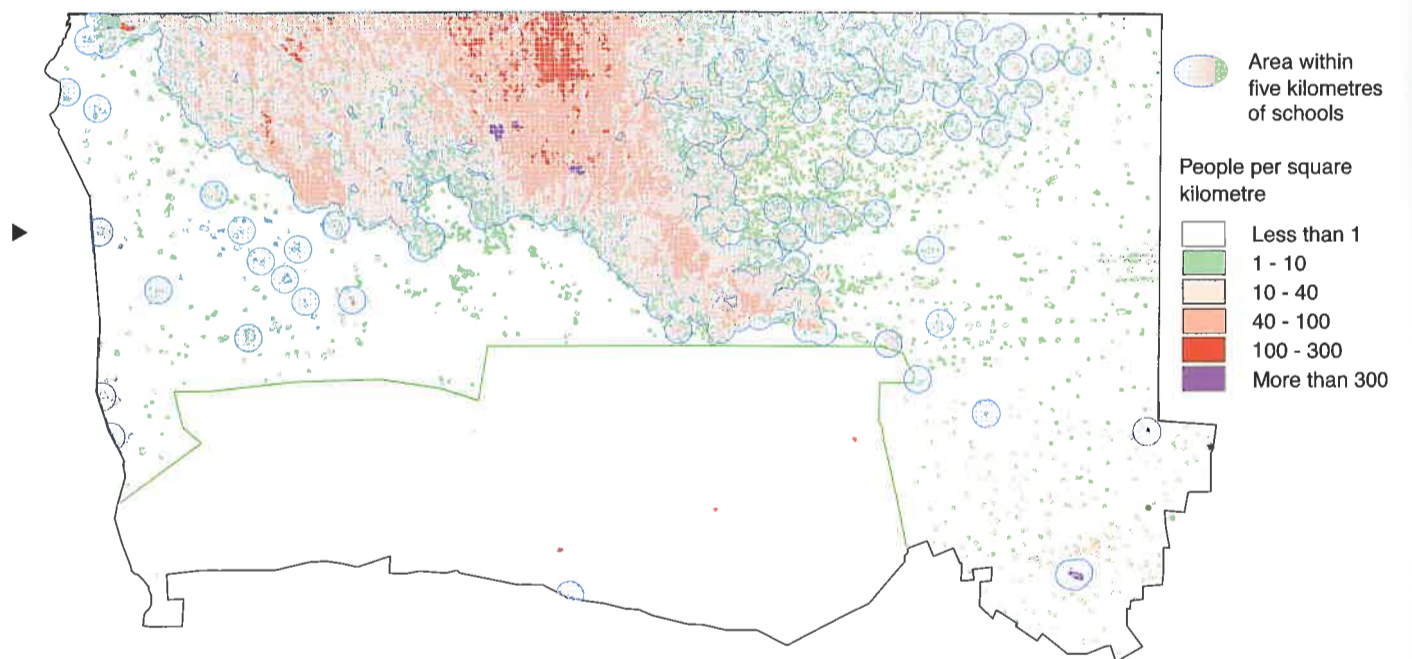 Area within
five kilometres
of schools
People per square
kilometre
Less than 1
1 - 10
10 - 40
40 - 100
100 - 300
More than 300